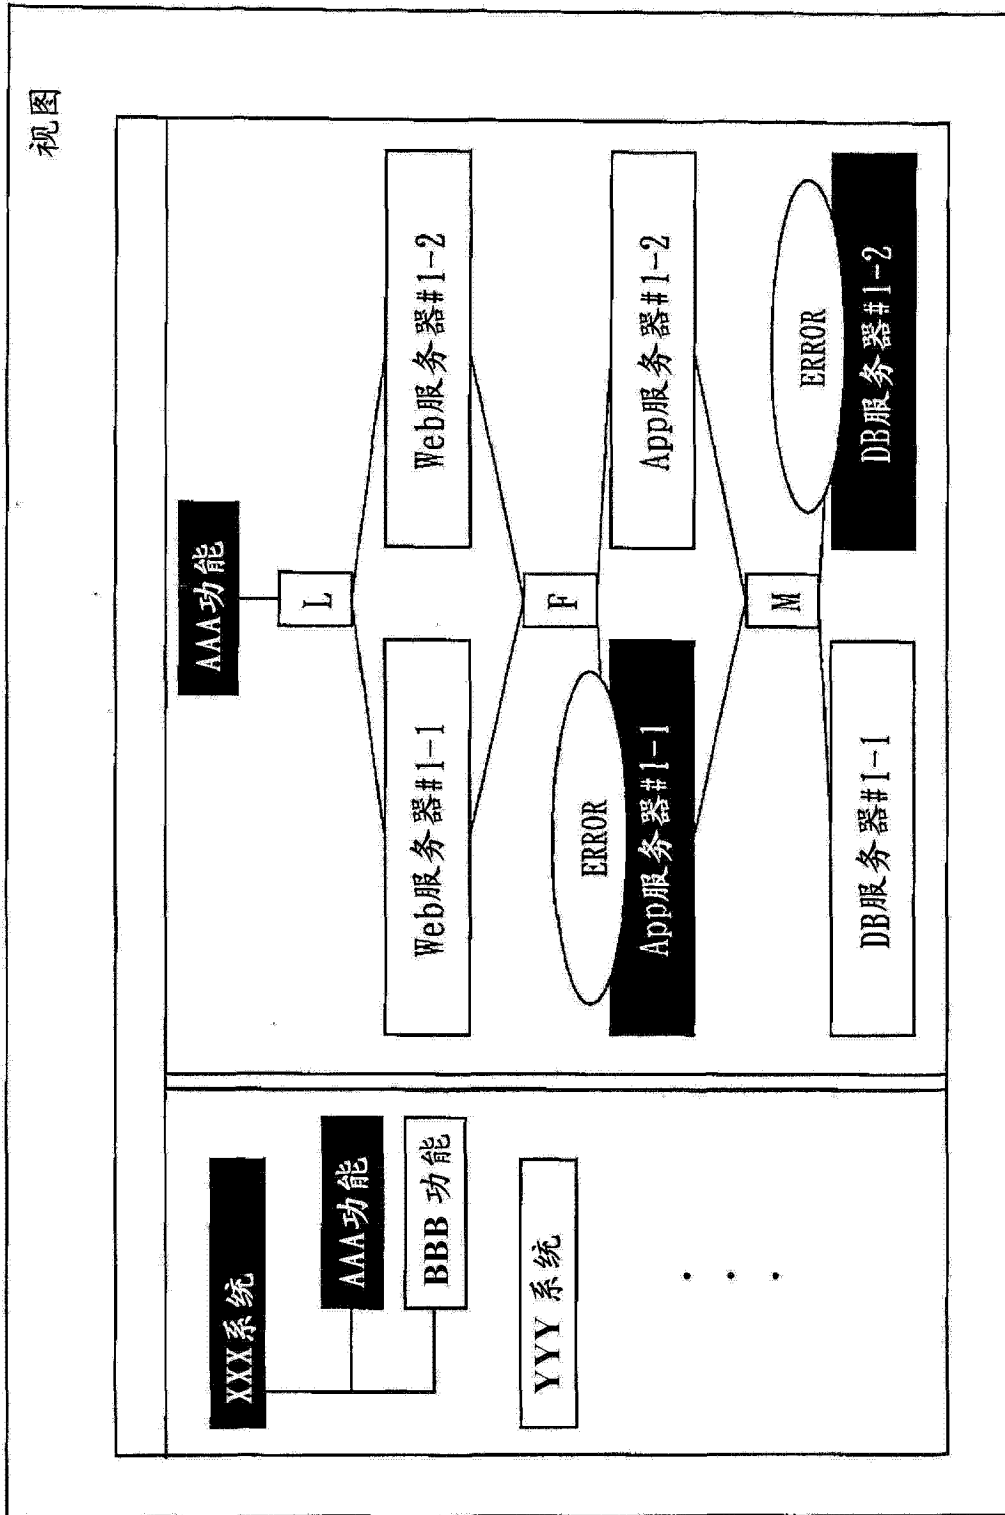 视图
XXX系统
AAA功能
BBB 功能
YYY 系统
AAA功能
L
Web服务器#1-1
Web服务器#1-2
F
ERROR
App服务器#1-1
App服务器#1-2
M
ERROR
DB服务器#1-1
DB服务器#1-2